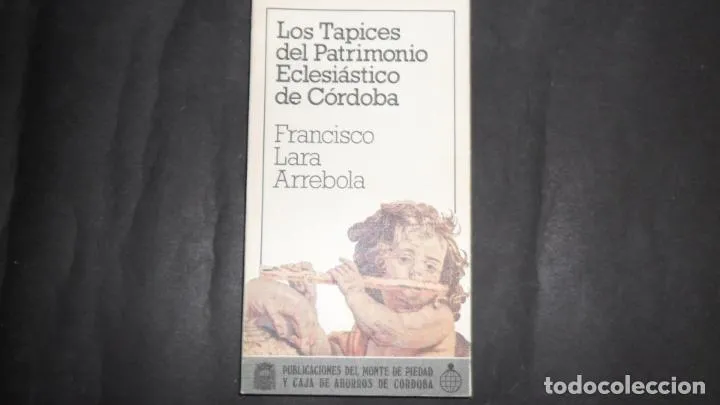 Los Tapices
del Patrimonio
Eclesiástico
de Córdoba
Francisco
Lara
Arrebola
PUBLICACIONES DEL MONTE DE PIEDAD
Y CAJA DE AHORROS DE CORDOBA
todocoleccion